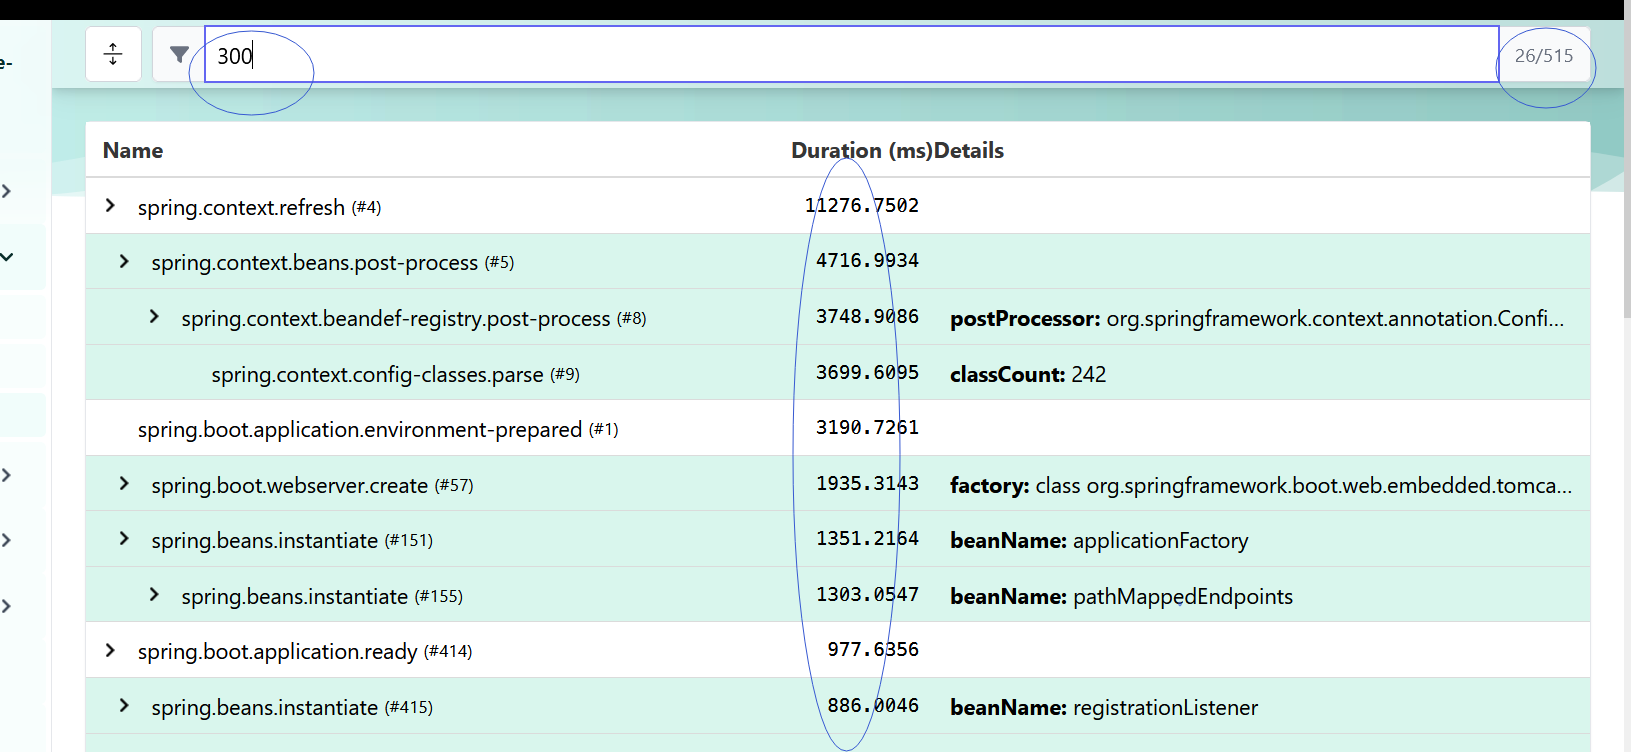 e-
300
26/515
Name Duration (ms)Details
spring.context.refresh (#4) 11276.7502
spring.context.beans.post-process (#5) 4716.9934
spring.context.beandef-registry.post-process (#8) 3748.9086 postProcessor: org.springframework.context.annotation.Confi...
spring.context.config-classes.parse (#9) 3699.6095 classCount: 242
spring.boot.application.environment-prepared (#1) 3190.7261
spring.boot.webserver.create (#57) 1935.3143 factory: class org.springframework.boot.web.embedded.tomca...
spring.beans.instantiate (#151) 1351.2164 beanName: applicationFactory
spring.beans.instantiate (#155) 1303.0547 beanName: pathMappedEndpoints
spring.boot.application.ready (#414) 977.6356
spring.beans.instantiate (#415) 886.0046 beanName: registrationListener